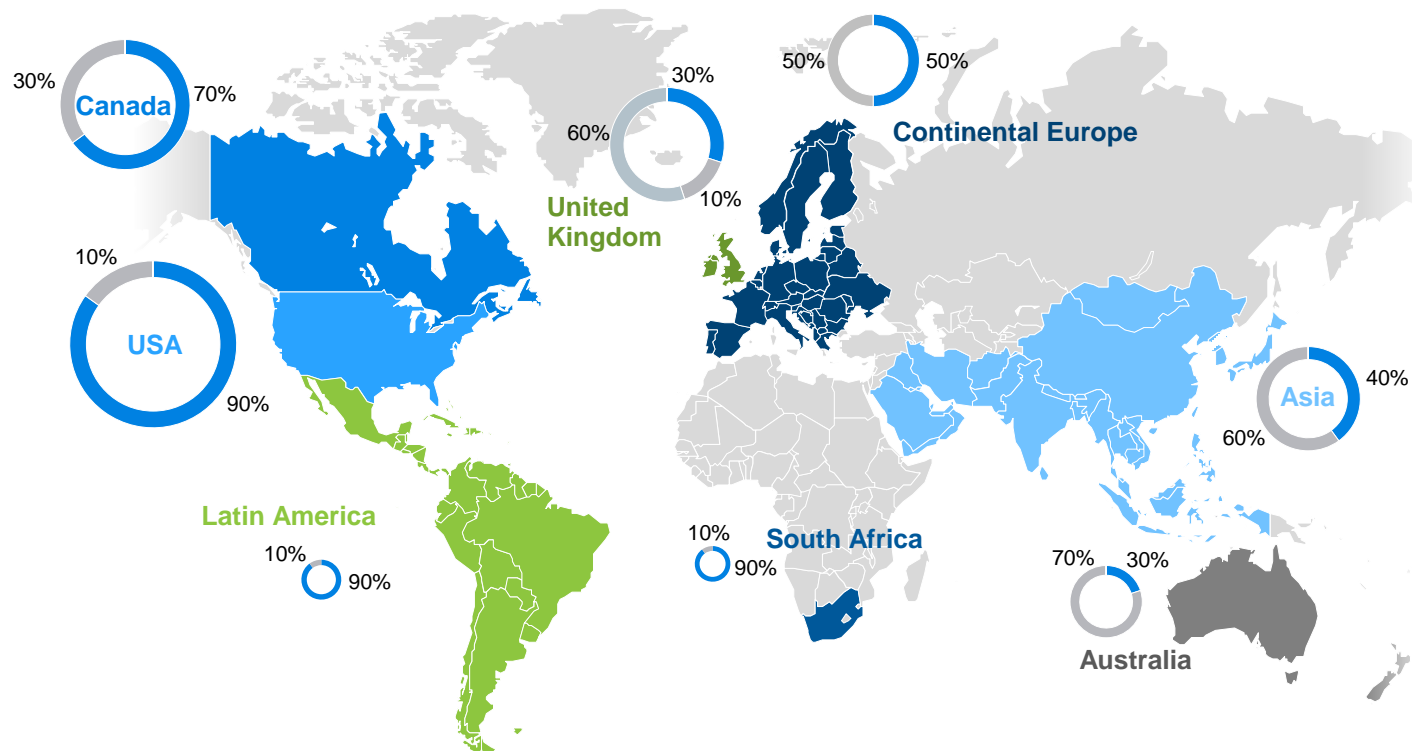 50%
50%
30%
Canada
70%
30%
60%
Continental Europe
10%
United
Kingdom
10%
USA
90%
40%
Asia
60%
Latin America
10%
90%
10%
South Africa
90%
70%
30%
Australia